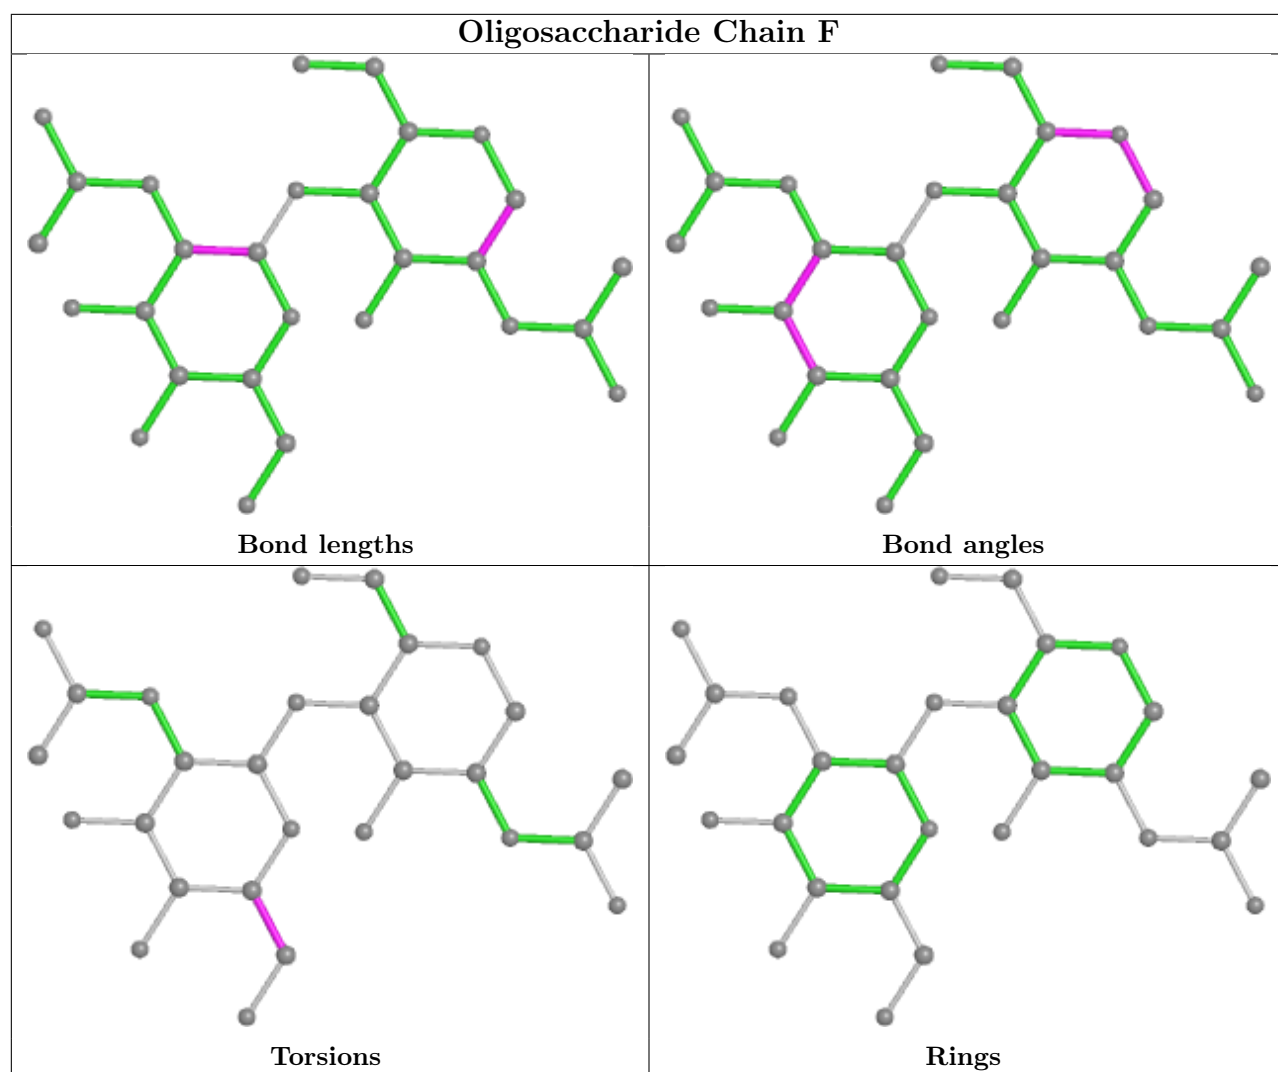 Oligosaccharide Chain F
Bond lengths
Bond angles
Torsions
Rings